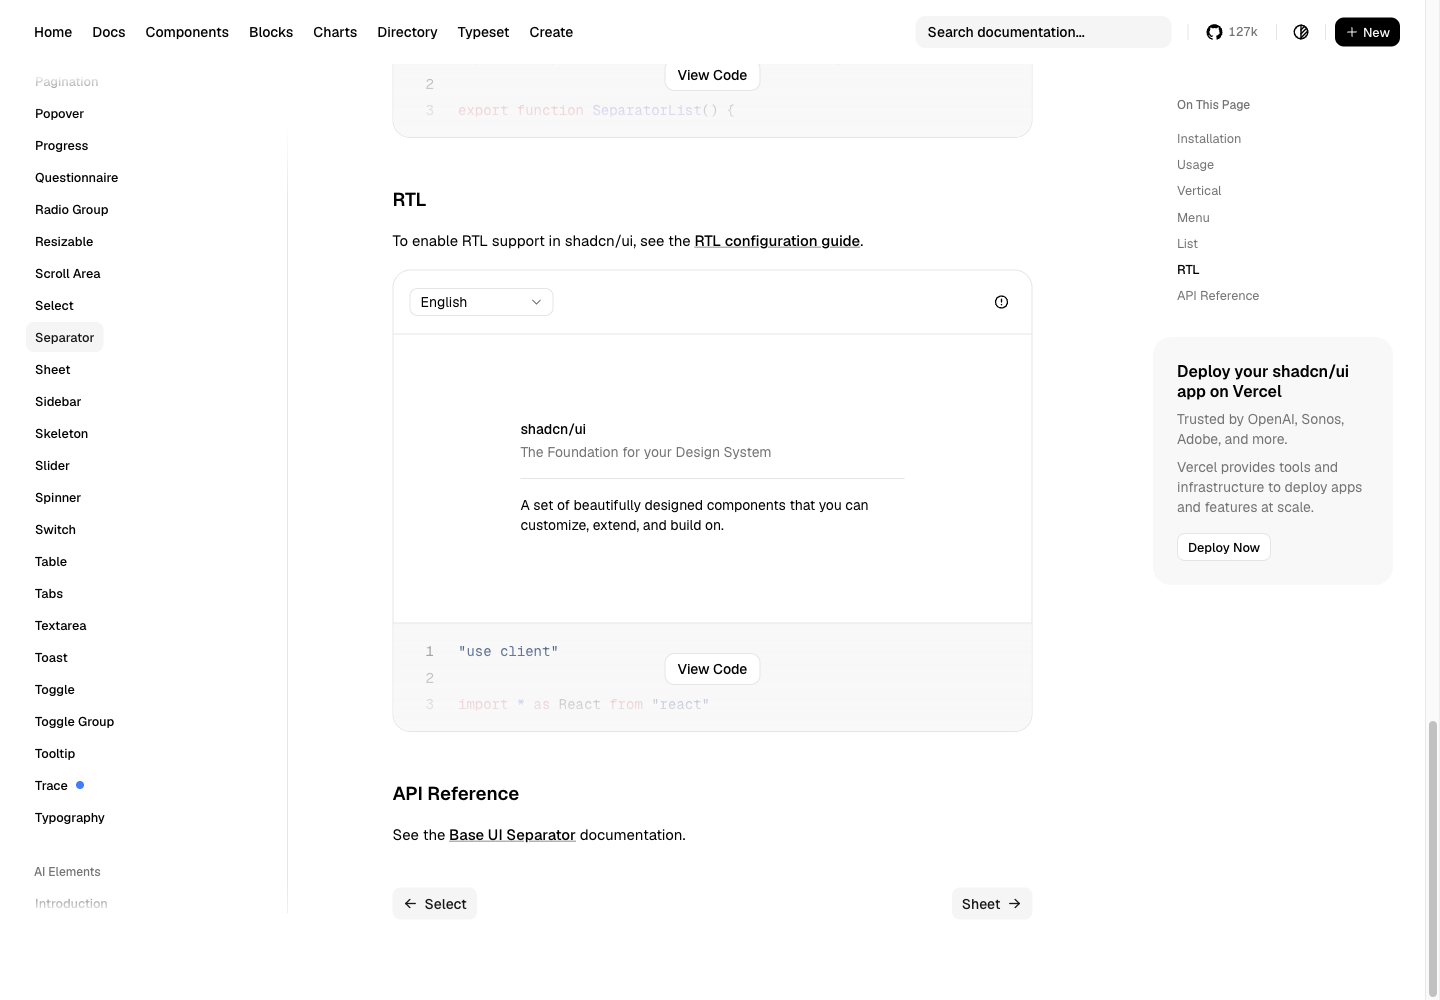 Home Docs Components Blocks Charts Directory Typeset Create
Search documentation...
127k
New
Pagination
Popover
Progress
Questionnaire
Radio Group
Resizable
Scroll Area
Select
Separator
Sheet
Sidebar
Skeleton
Slider
Spinner
Switch
Table
Tabs
Textarea
Toast
Toggle
Toggle Group
Tooltip
Trace
Typography
AI Elements
Introduction
2
View Code
3 export function SeparatorList() {
RTL
To enable RTL support in shadcn/ui, see the RTL configuration guide.
English
shadcn/ui
The Foundation for your Design System
A set of beautifully designed components that you can
customize, extend, and build on.
1 "use client"
View Code
2
3 import * as React from "react"
API Reference
See the Base UI Separator documentation.
← Select
Sheet →
On This Page
Installation
Usage
Vertical
Menu
List
RTL
API Reference
Deploy your shadcn/ui
app on Vercel
Trusted by OpenAI, Sonos,
Adobe, and more.
Vercel provides tools and
infrastructure to deploy apps
and features at scale.
Deploy Now